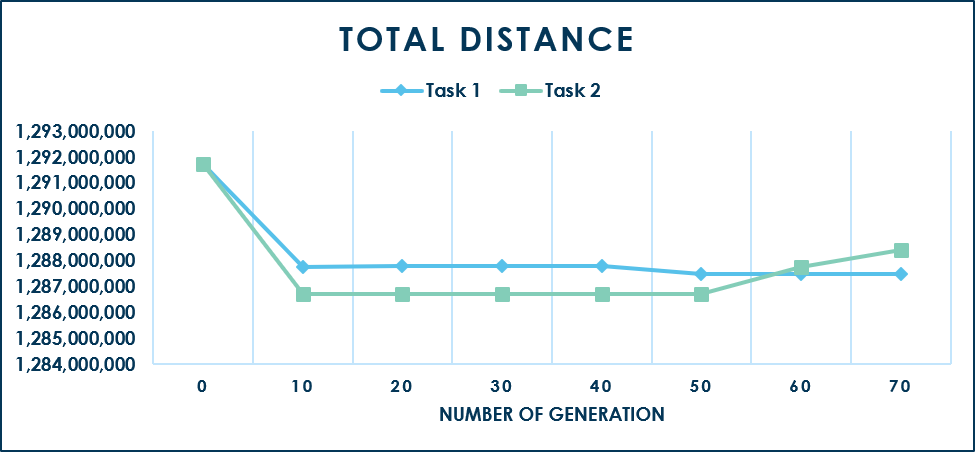 TOTAL DISTANCE
Task 1 Task 2
1,293,000,000
1,292,000,000
1,291,000,000
1,290,000,000
1,289,000,000
1,288,000,000
1,287,000,000
1,286,000,000
1,285,000,000
1,284,000,000
0 10 20 30 40 50 60 70
NUMBER OF GENERATION